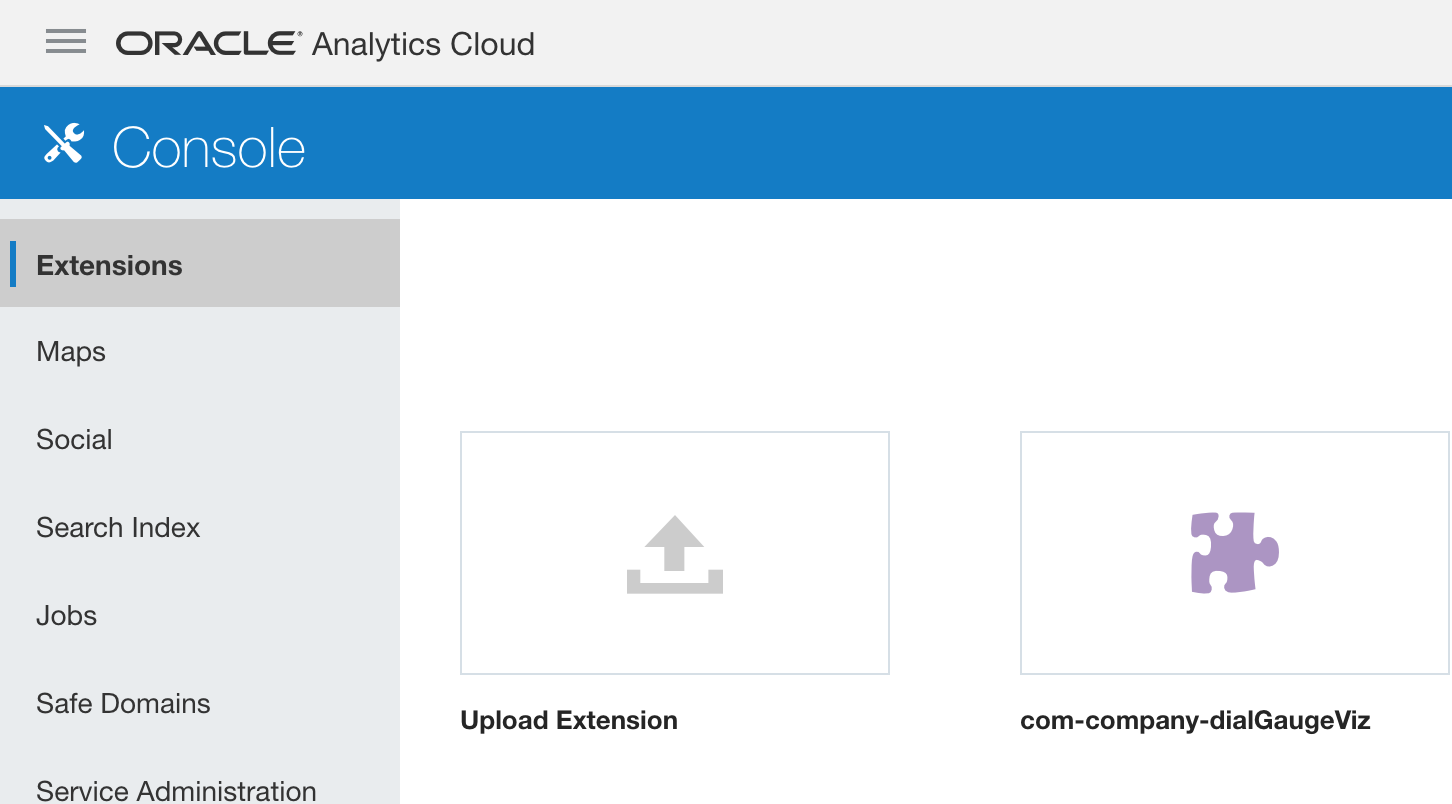 ORACLE® Analytics Cloud
Console
Extensions
Maps
Social
Search Index
Jobs
Safe Domains
Service Administration
Upload Extension
com-company-dialGaugeViz